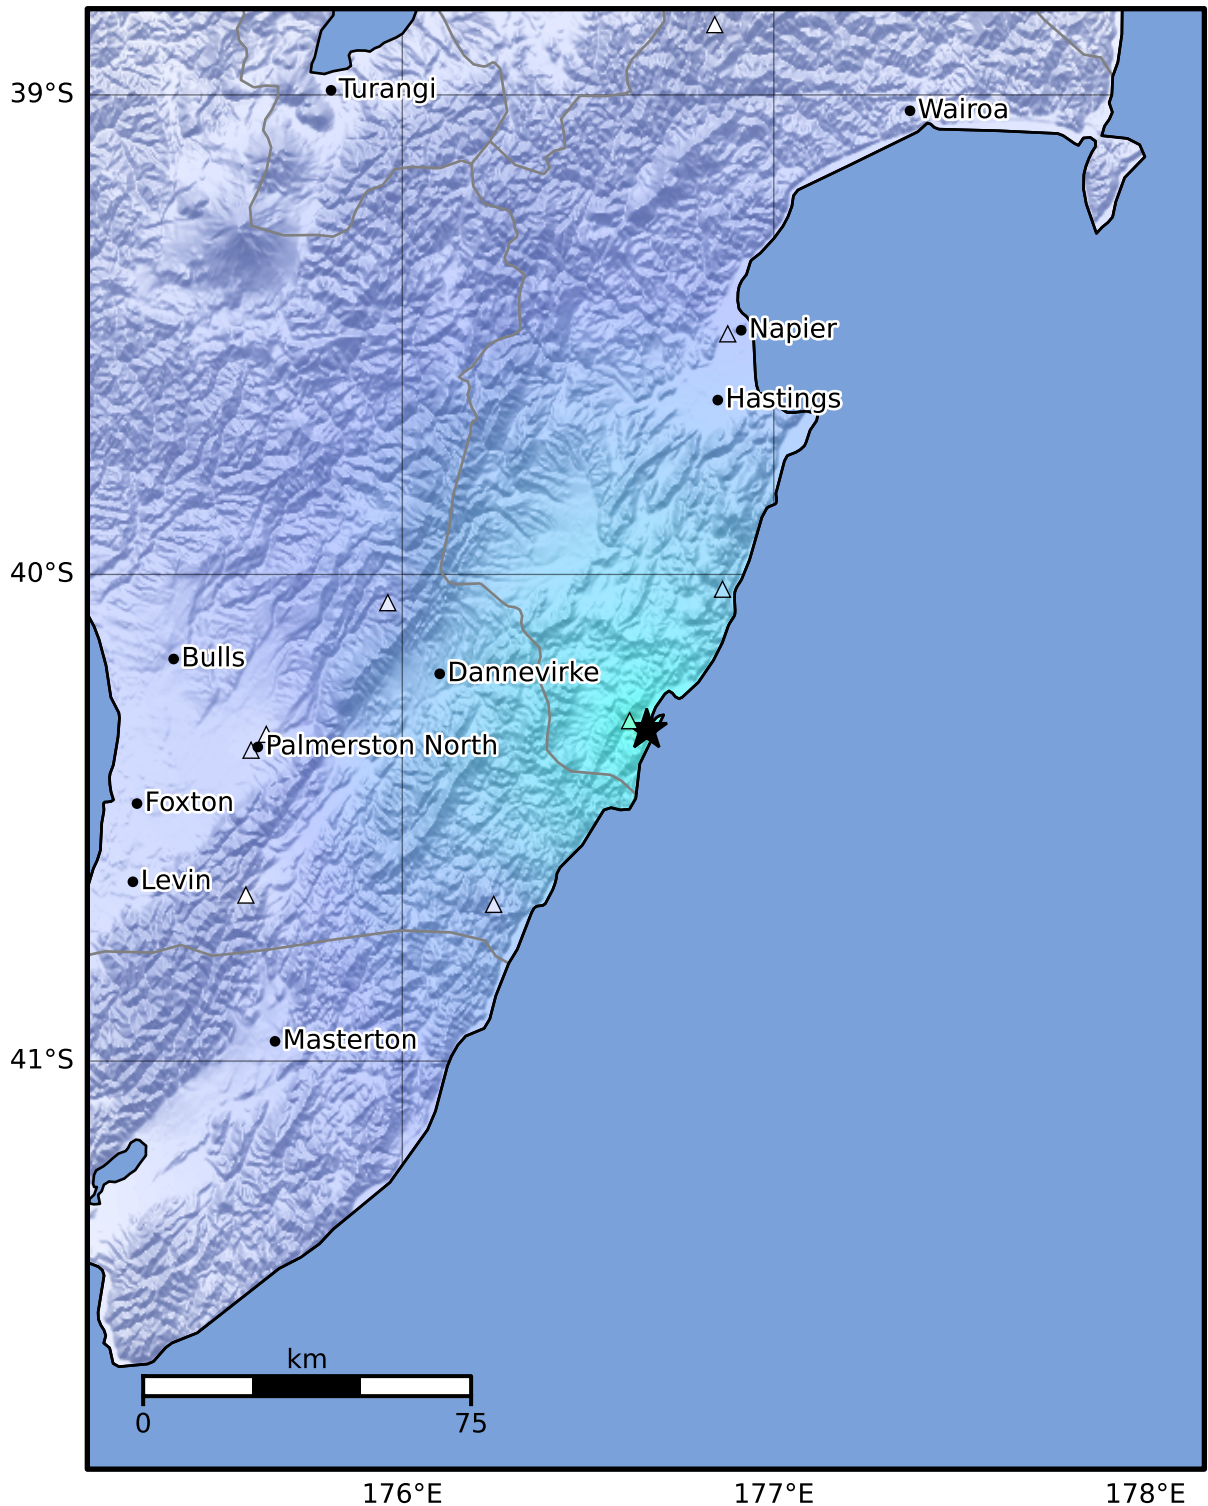 39°S
Turangi
Wairoa
Napier
Hastings
40°S
Bulls
Dannevirke
Palmerston North
Foxton
Levin
Masterton
41°S
km
0 75
176°E 177°E 178°E